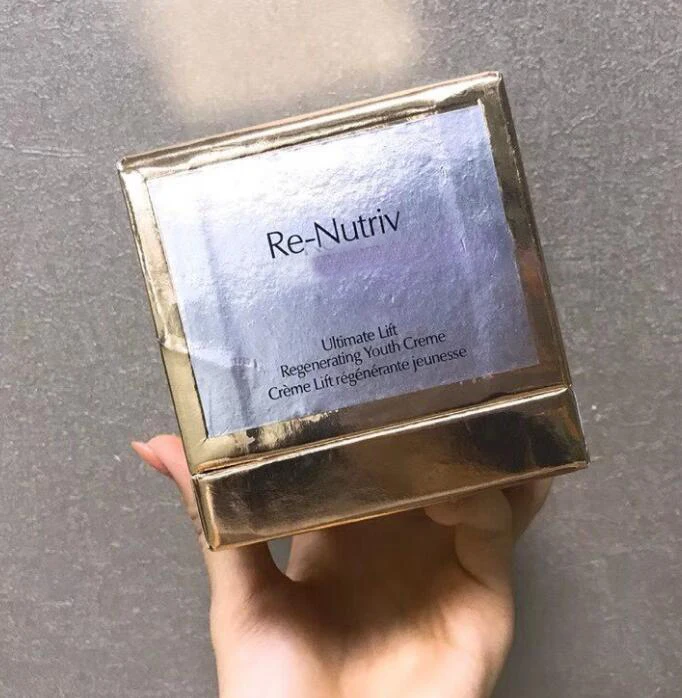 Re-Nutriv
Ultimate Lift
Regenerating Youth Creme
Crème Lift régénérante jeunesse